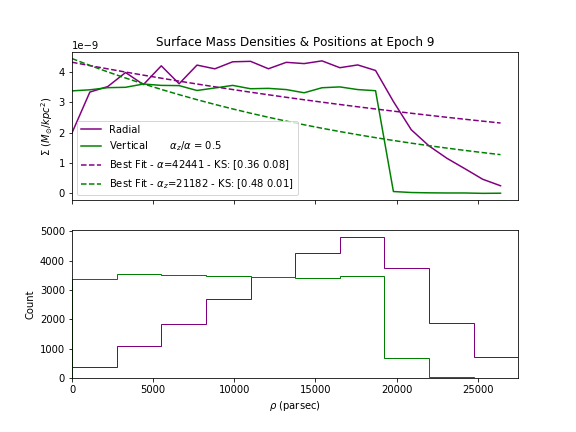 Surface Mass Densities & Positions at Epoch 9
1e−9
4
3
2
1
0
Σ (M⊙/kpc²)
Radial
Vertical αz/α = 0.5
Best Fit - α=42441 - KS: [0.36 0.08]
Best Fit - αz=21182 - KS: [0.48 0.01]
5000
4000
3000
2000
1000
0
Count
0 5000 10000 15000 20000 25000
ρ (parsec)